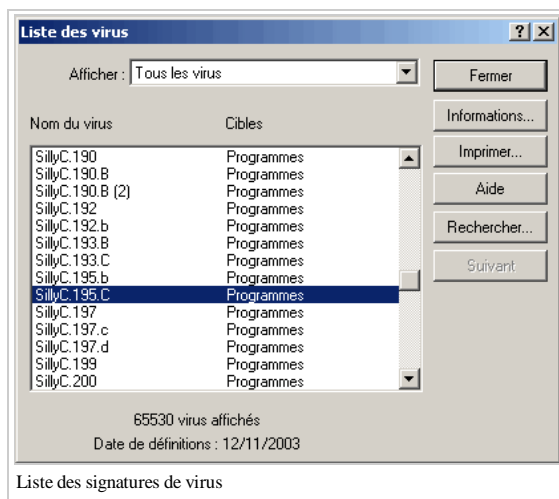 Liste des virus
Afficher : Tous les virus
Fermer
Informations...
Imprimer...
Aide
Rechercher...
Suivant
Nom du virus Cibles
SillyC.190 Programmes
SillyC.190.B Programmes
SillyC.190.B (2) Programmes
SillyC.192 Programmes
SillyC.192.b Programmes
SillyC.193.B Programmes
SillyC.193.C Programmes
SillyC.195.b Programmes
SillyC.195.C Programmes
SillyC.197 Programmes
SillyC.197.c Programmes
SillyC.197.d Programmes
SillyC.199 Programmes
SillyC.200 Programmes
65530 virus affichés
Date de définitions : 12/11/2003
Liste des signatures de virus